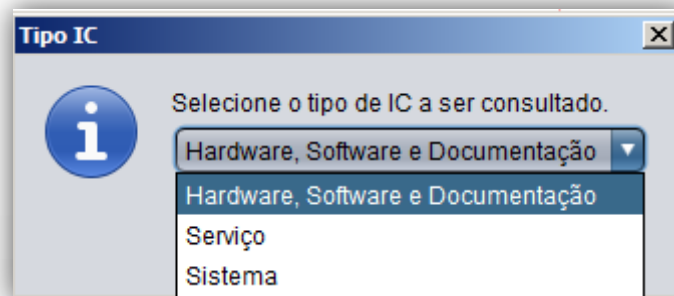 Tipo IC
Selecione o tipo de IC a ser consultado.
Hardware, Software e Documentação
Hardware, Software e Documentação
Serviço
Sistema